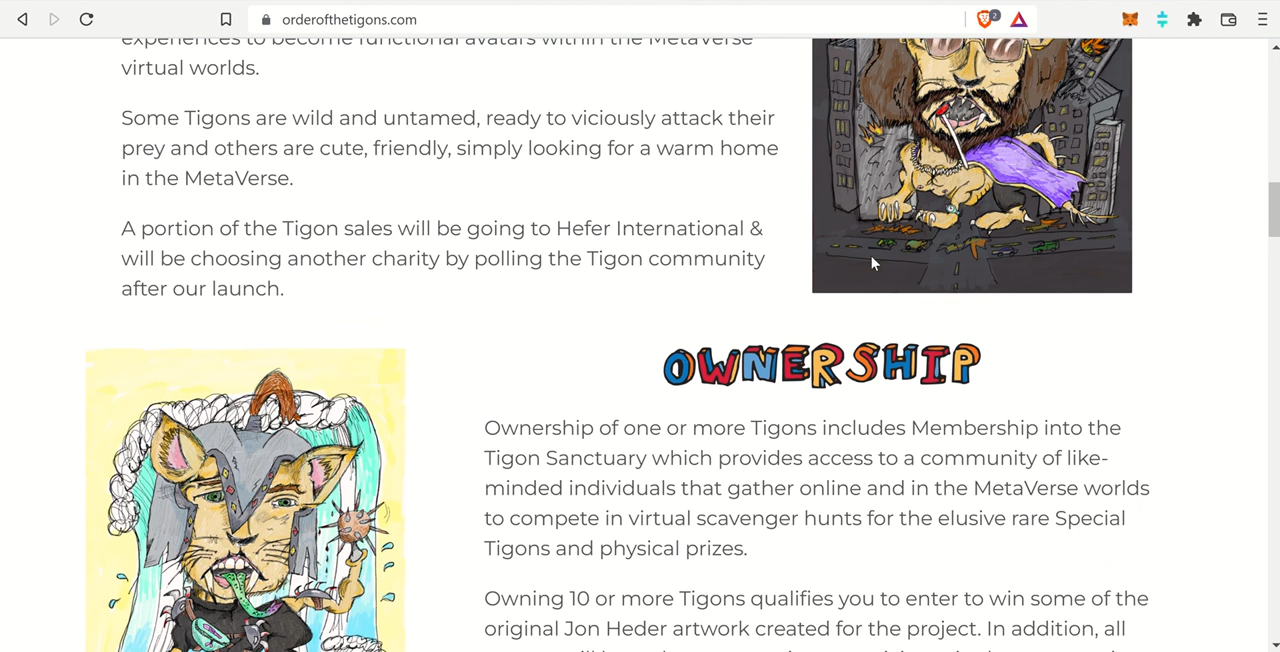 orderofthetigons.com
2
experiences to become functional avatars within the MetaVerse
virtual worlds.
Some Tigons are wild and untamed, ready to viciously attack their
prey and others are cute, friendly, simply looking for a warm home
in the MetaVerse.
A portion of the Tigon sales will be going to Hefer International &
will be choosing another charity by polling the Tigon community
after our launch.
OWNERSHIP
Ownership of one or more Tigons includes Membership into the
Tigon Sanctuary which provides access to a community of like-
minded individuals that gather online and in the MetaVerse worlds
to compete in virtual scavenger hunts for the elusive rare Special
Tigons and physical prizes.
Owning 10 or more Tigons qualifies you to enter to win some of the
original Jon Heder artwork created for the project. In addition, all